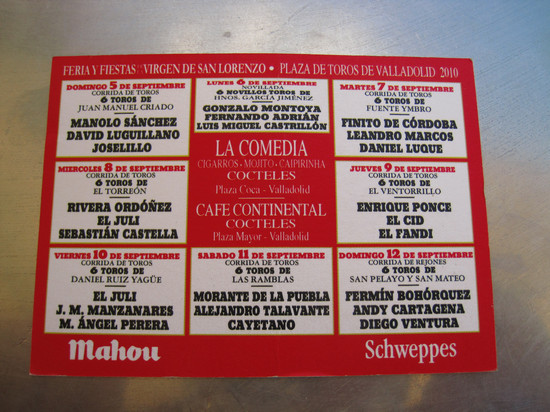 FERIA Y FIESTAS VIRGEN DE SAN LORENZO • PLAZA DE TOROS DE VALLADOLID 2010
DOMINGO 5 DE SEPTIEMBRE
CORRIDA DE TOROS
6 TOROS DE
JUAN MANUEL CRIADO
MANOLO SÁNCHEZ
DAVID LUGUILLANO
JOSELILLO
LUNES 6 DE SEPTIEMBRE
NOVILLADA
6 NOVILLOS TOROS DE
HNOS. GARCÍA JIMÉNEZ
GONZALO MONTOYA
FERNANDO ADRIÁN
LUIS MIGUEL CASTRILLÓN
MARTES 7 DE SEPTIEMBRE
CORRIDA DE TOROS
6 TOROS DE
FUENTE YMBRO
FINITO DE CÓRDOBA
LEANDRO MARCOS
DANIEL LUQUE
MIERCOLES 8 DE SEPTIEMBRE
CORRIDA DE TOROS
6 TOROS DE
EL TORREÓN
RIVERA ORDÓÑEZ
EL JULI
SEBASTIÁN CASTELLA
LA COMEDIA
CIGARROS - MOJITO - CAIPIRINHA
COCTELES
Plaza Coca - Valladolid
CAFE CONTINENTAL
COCTELES
Plaza Mayor - Valladolid
JUEVES 9 DE SEPTIEMBRE
CORRIDA DE TOROS
6 TOROS DE
EL VENTORRILLO
ENRIQUE PONCE
EL CID
EL FANDI
VIERNES 10 DE SEPTIEMBRE
CORRIDA DE TOROS
6 TOROS DE
DANIEL RUIZ YAGÜE
EL JULI
J. M. MANZANARES
M. ÁNGEL PERERA
SABADO 11 DE SEPTIEMBRE
CORRIDA DE TOROS
6 TOROS DE
LAS RAMBLAS
MORANTE DE LA PUEBLA
ALEJANDRO TALAVANTE
CAYETANO
DOMINGO 12 DE SEPTIEMBRE
CORRIDA DE REJONES
6 TOROS DE
SAN PELAYO Y SAN MATEO
FERMÍN BOHÓRQUEZ
ANDY CARTAGENA
DIEGO VENTURA
Mahou
Schweppes